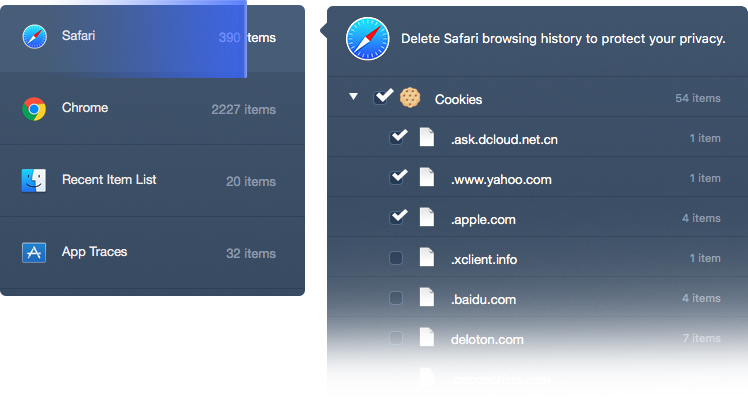 Safari
390 items
Chrome
2227 items
Recent Item List
20 items
App Traces
32 items
Delete Safari browsing history to protect your privacy.
Cookies
54 items
.ask.dcloud.net.cn
1 item
.www.yahoo.com
1 item
.apple.com
4 items
.xclient.info
1 item
.baidu.com
4 items
deloton.com
7 items